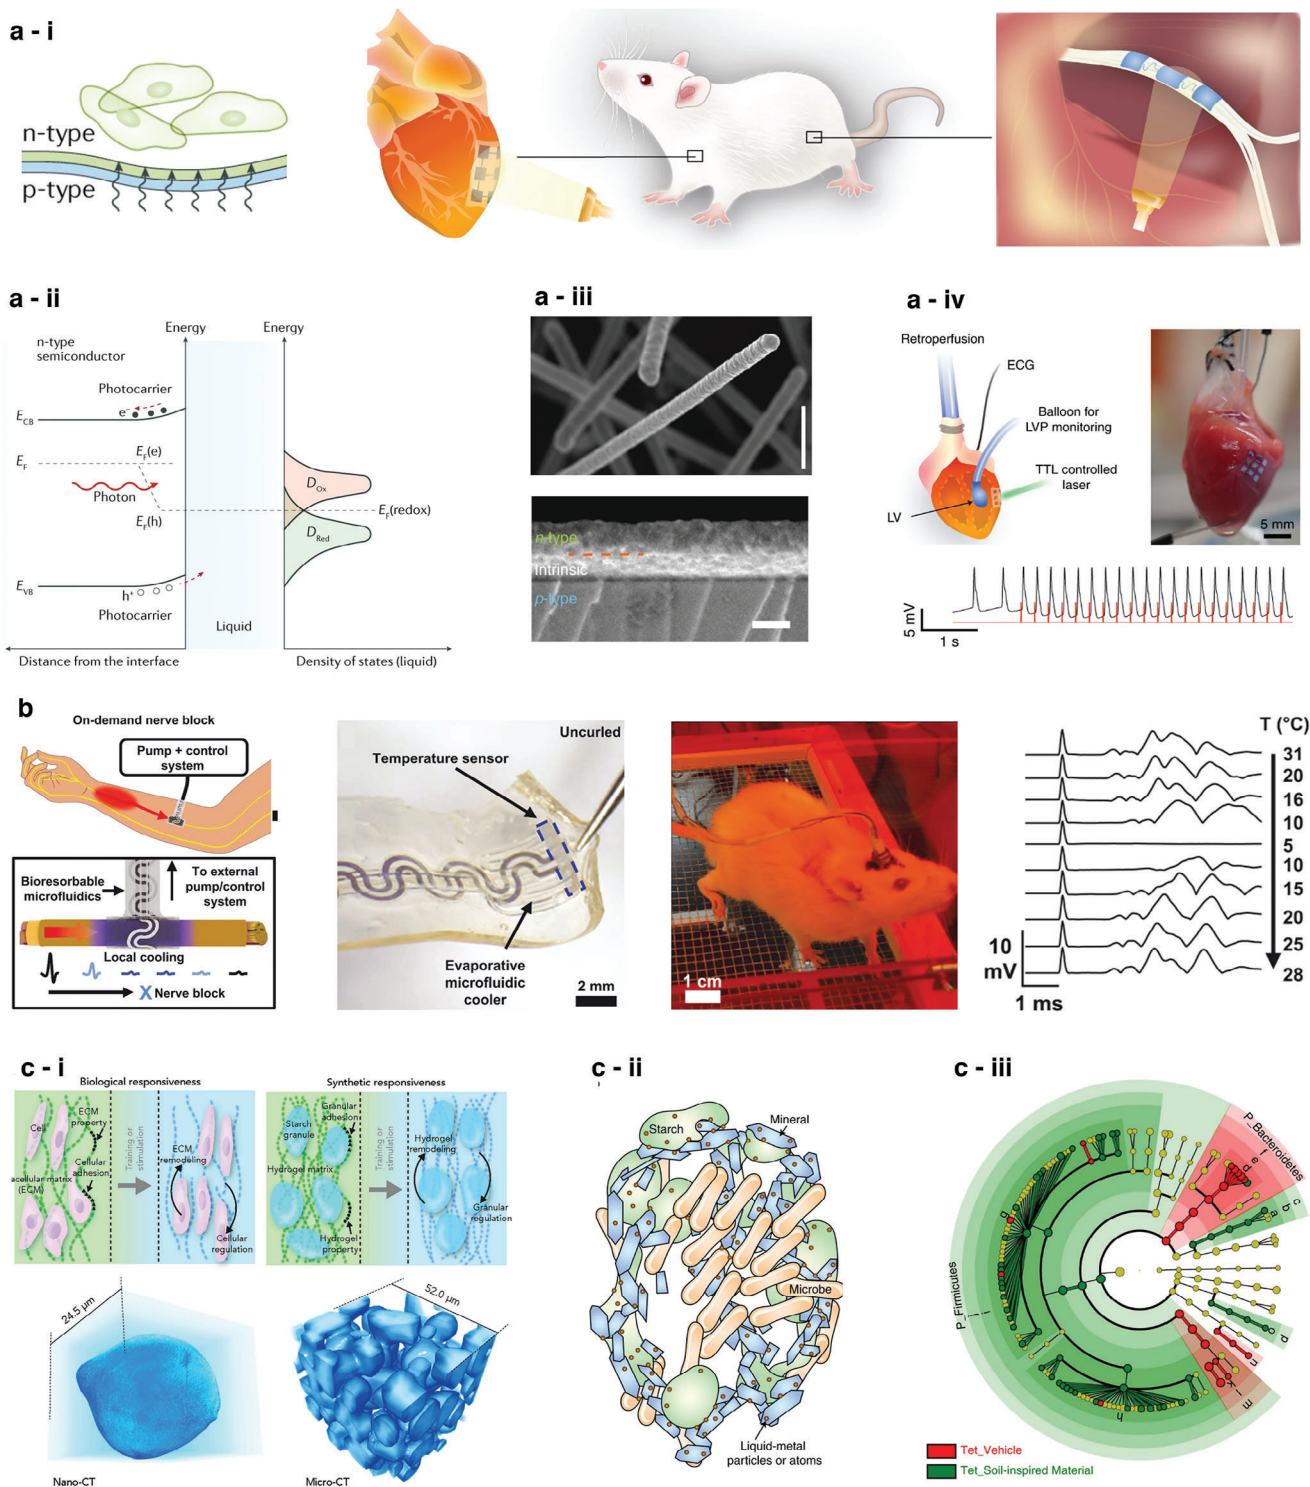 a - i
n-type
p-type
a - ii
Energy
Energy
n-type
semiconductor
Photocarrier
e⁻
E_CB
E_F
E_F(e)
Photon
E_F(h)
E_VB
h⁺
Photocarrier
Liquid
D_Ox
D_Red
E_F(redox)
Distance from the interface
Density of states (liquid)
a - iii
n-type
Intrinsic
p-type
a - iv
Retroperfusion
ECG
Balloon for
LVP monitoring
TTL controlled
laser
LV
5 mm
5 mV
1 s
b
On-demand nerve block
Pump + control
system
Bioresorbable
microfluidics
To external
pump/control
system
Local cooling
X Nerve block
Uncurled
Temperature sensor
Evaporative
microfluidic
cooler
2 mm
1 cm
T (°C)
31
20
16
10
5
10
15
20
25
28
10
mV
1 ms
c - i
Biological responsiveness
Cell
ECM
property
Cellular
adhesion
acellular matrix
(ECM)
Training or
stimulation
ECM
remodeling
Cellular
regulation
Synthetic responsiveness
Starch
granule
Granular
adhesion
Hydrogel matrix
Hydrogel
property
Training or
stimulation
Hydrogel
remodeling
Granular
regulation
24.5 µm
Nano-CT
52.0 µm
Micro-CT
c - ii
Starch
Mineral
Microbe
Liquid-metal
particles or atoms
c - iii
P_Bacteroidetes
P_Firmicutes
f
e
d
c
b
a
g
h
p
o
n
m
Tet_Vehicle
Tet_Soil-inspired Material